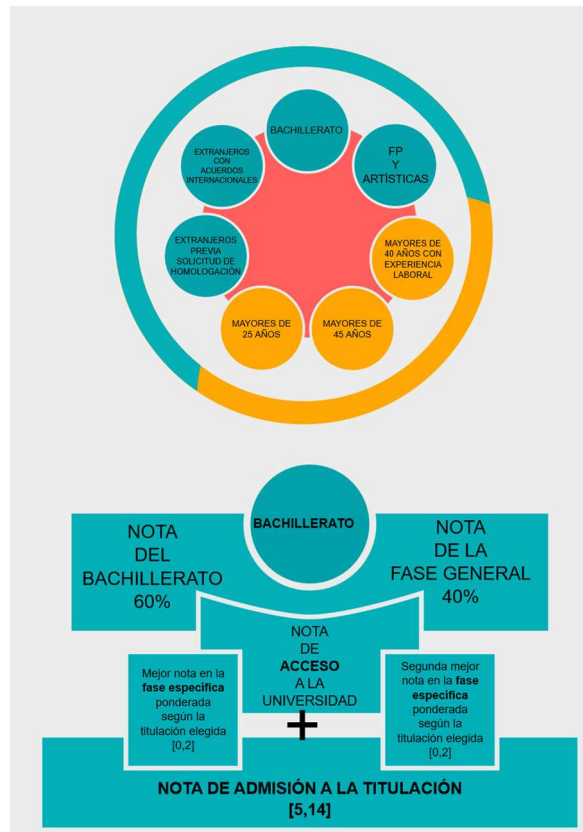 BACHILLERATO
FP
Y
ARTÍSTICAS
MAYORES DE
40 AÑOS CON
EXPERIENCIA
LABORAL
MAYORES DE
45 AÑOS
MAYORES DE
25 AÑOS
EXTRANJEROS
PREVIA
SOLICITUD DE
HOMOLOGACIÓN
EXTRANJEROS
CON
ACUERDOS
INTERNACIONALES
BACHILLERATO
NOTA
DEL
BACHILLERATO
60%
NOTA
DE LA
FASE GENERAL
40%
NOTA
DE
ACCESO
A LA
UNIVERSIDAD
Mejor nota en la
fase específica
ponderada
según la
titulación elegida
[0,2]
+
Segunda mejor
nota en la fase
específica
ponderada
según la
titulación elegida
[0,2]
NOTA DE ADMISIÓN A LA TITULACIÓN
[5,14]